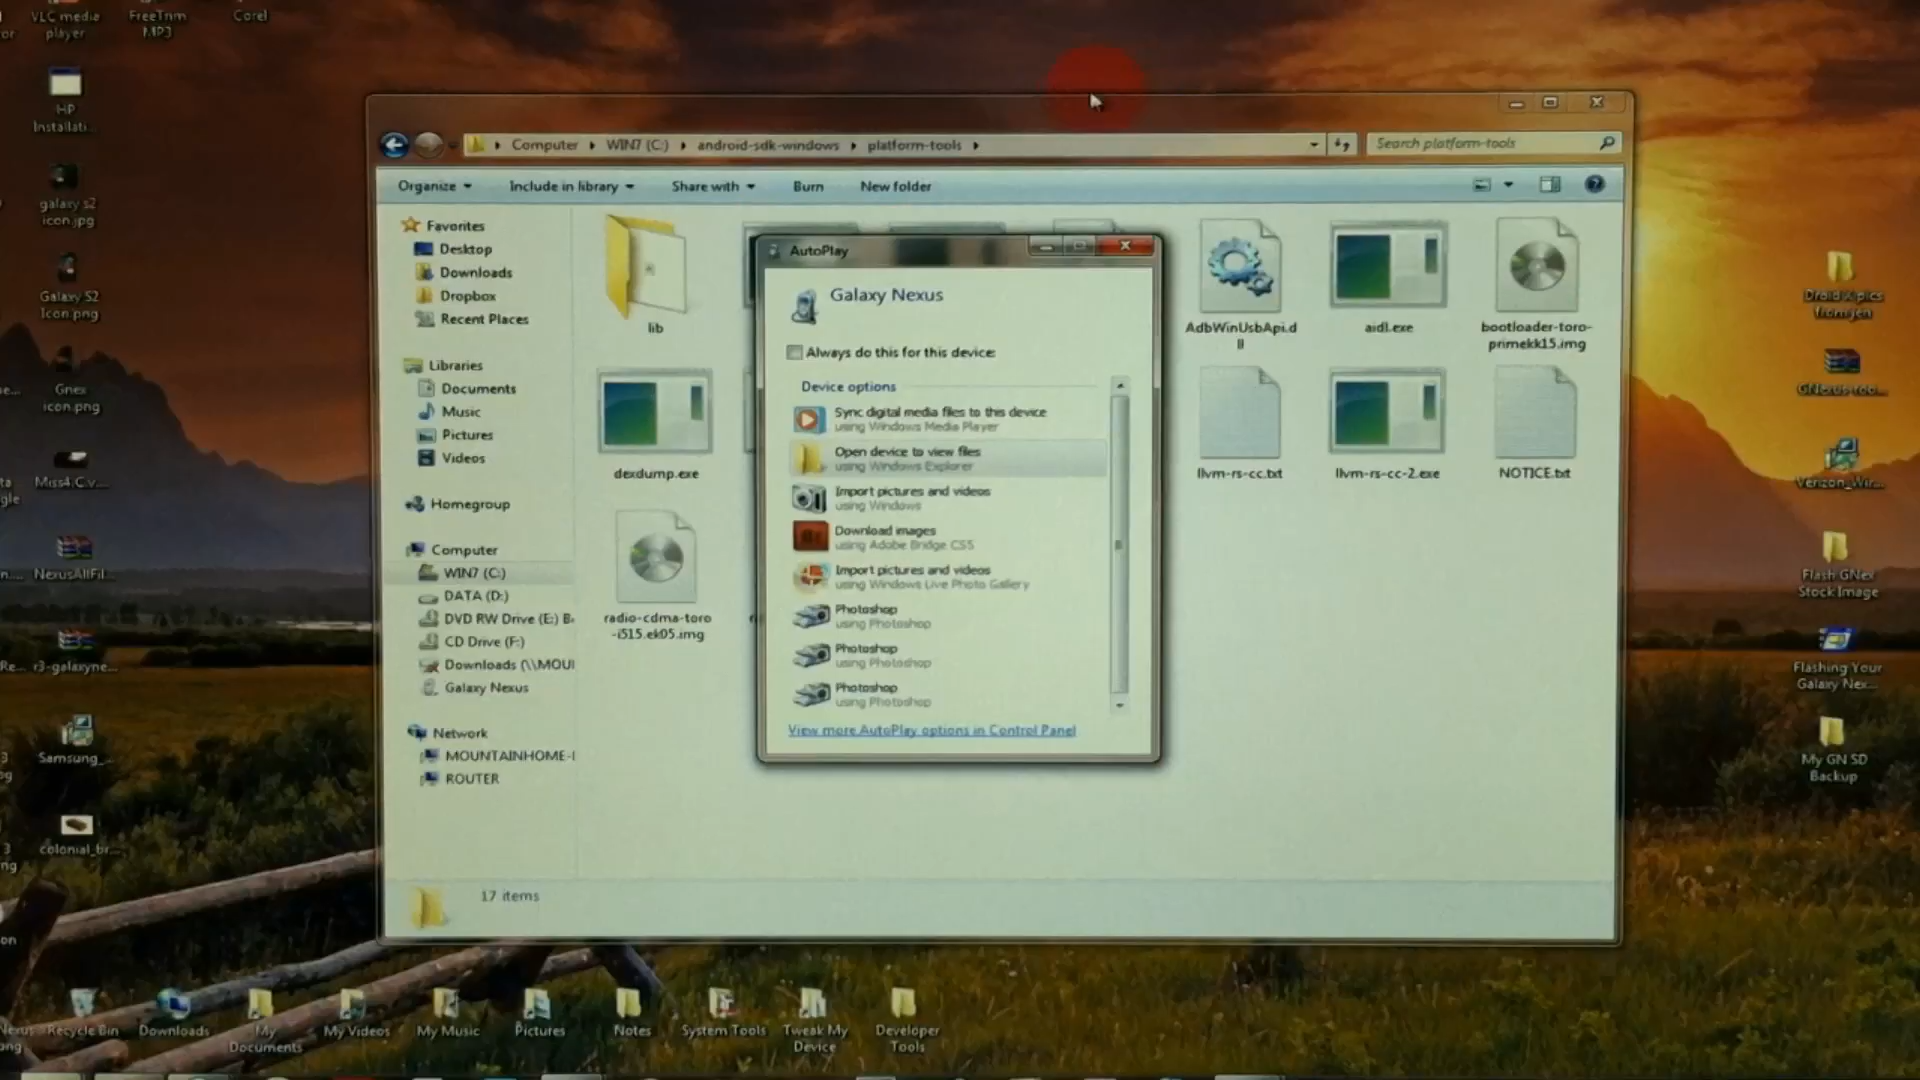 VLC media
player
FreeTnm
MP3
Corel
HP
Installati...
galaxy s2
icon.jpg
Galaxy S2
Icon.png
Gnex
icon.png
Miss4.C.v...
NexusAllFil...
r3-galaxyne...
Samsung_...
colonial_br...
Computer
WIN7 (C:)
android-sdk-windows
platform-tools
Search platform-tools
Organize
Include in library
Share with
Burn
New folder
Favorites
Desktop
Downloads
Dropbox
Recent Places
Libraries
Documents
Music
Pictures
Videos
Homegroup
Computer
WIN7 (C:)
DATA (D:)
DVD RW Drive (E:) B
CD Drive (F:)
Downloads (\\MOUI
Galaxy Nexus
Network
MOUNTAINHOME-
ROUTER
lib
dexdump.exe
radio-cdma-toro
-i515.ek05.img
AutoPlay
Galaxy Nexus
Always do this for this device:
Device options
Sync digital media files to this device
using Windows Media Player
Open device to view files
using Windows Explorer
Import pictures and videos
using Windows
Download images
using Adobe Bridge CS5
Import pictures and videos
using Windows Live Photo Gallery
Photoshop
using Photoshop
Photoshop
using Photoshop
Photoshop
using Photoshop
View more AutoPlay options in Control Panel
AdbWinUsbApi.d
ll
aidl.exe
bootloader-toro-
primekk15.img
llvm-rs-cc.txt
llvm-rs-cc-2.exe
NOTICE.txt
17 items
Droid X pics
from jen
GNexus-roo...
Verizon_Wir...
Flash GNex
Stock Image
Flashing Your
Galaxy Nex...
My GN SD
Backup
Recycle Bin
Downloads
My
Documents
My Videos
My Music
Pictures
Notes
System Tools
Tweak My
Device
Developer
Tools